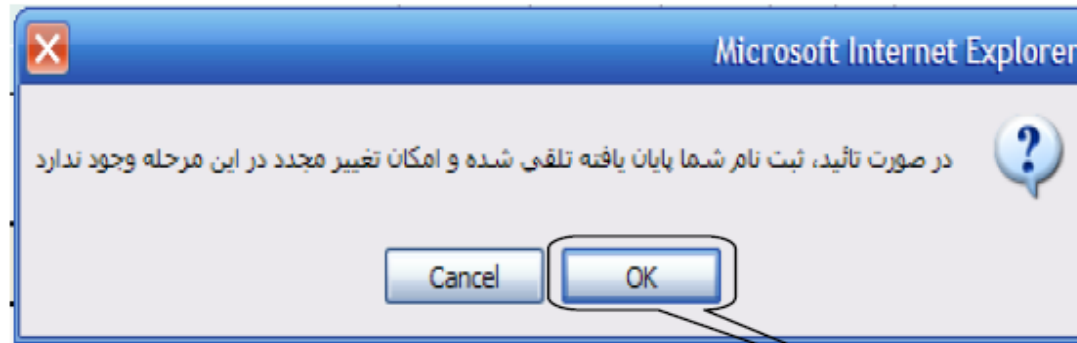 Microsoft Internet Explorer
در صورت تائید، ثبت نام شما پایان یافته تلقی شده و امکان تغییر مجدد در این مرحله وجود ندارد
OK
Cancel